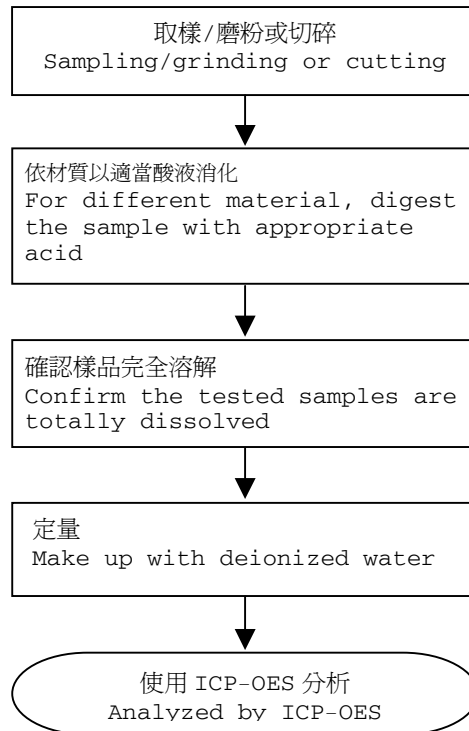 取樣/磨粉或切碎
Sampling/grinding or cutting
依材質以適當酸液消化
For different material, digest
the sample with appropriate
acid
確認樣品完全溶解
Confirm the tested samples are
totally dissolved
定量
Make up with deionized water
使用 ICP-OES 分析
Analyzed by ICP-OES